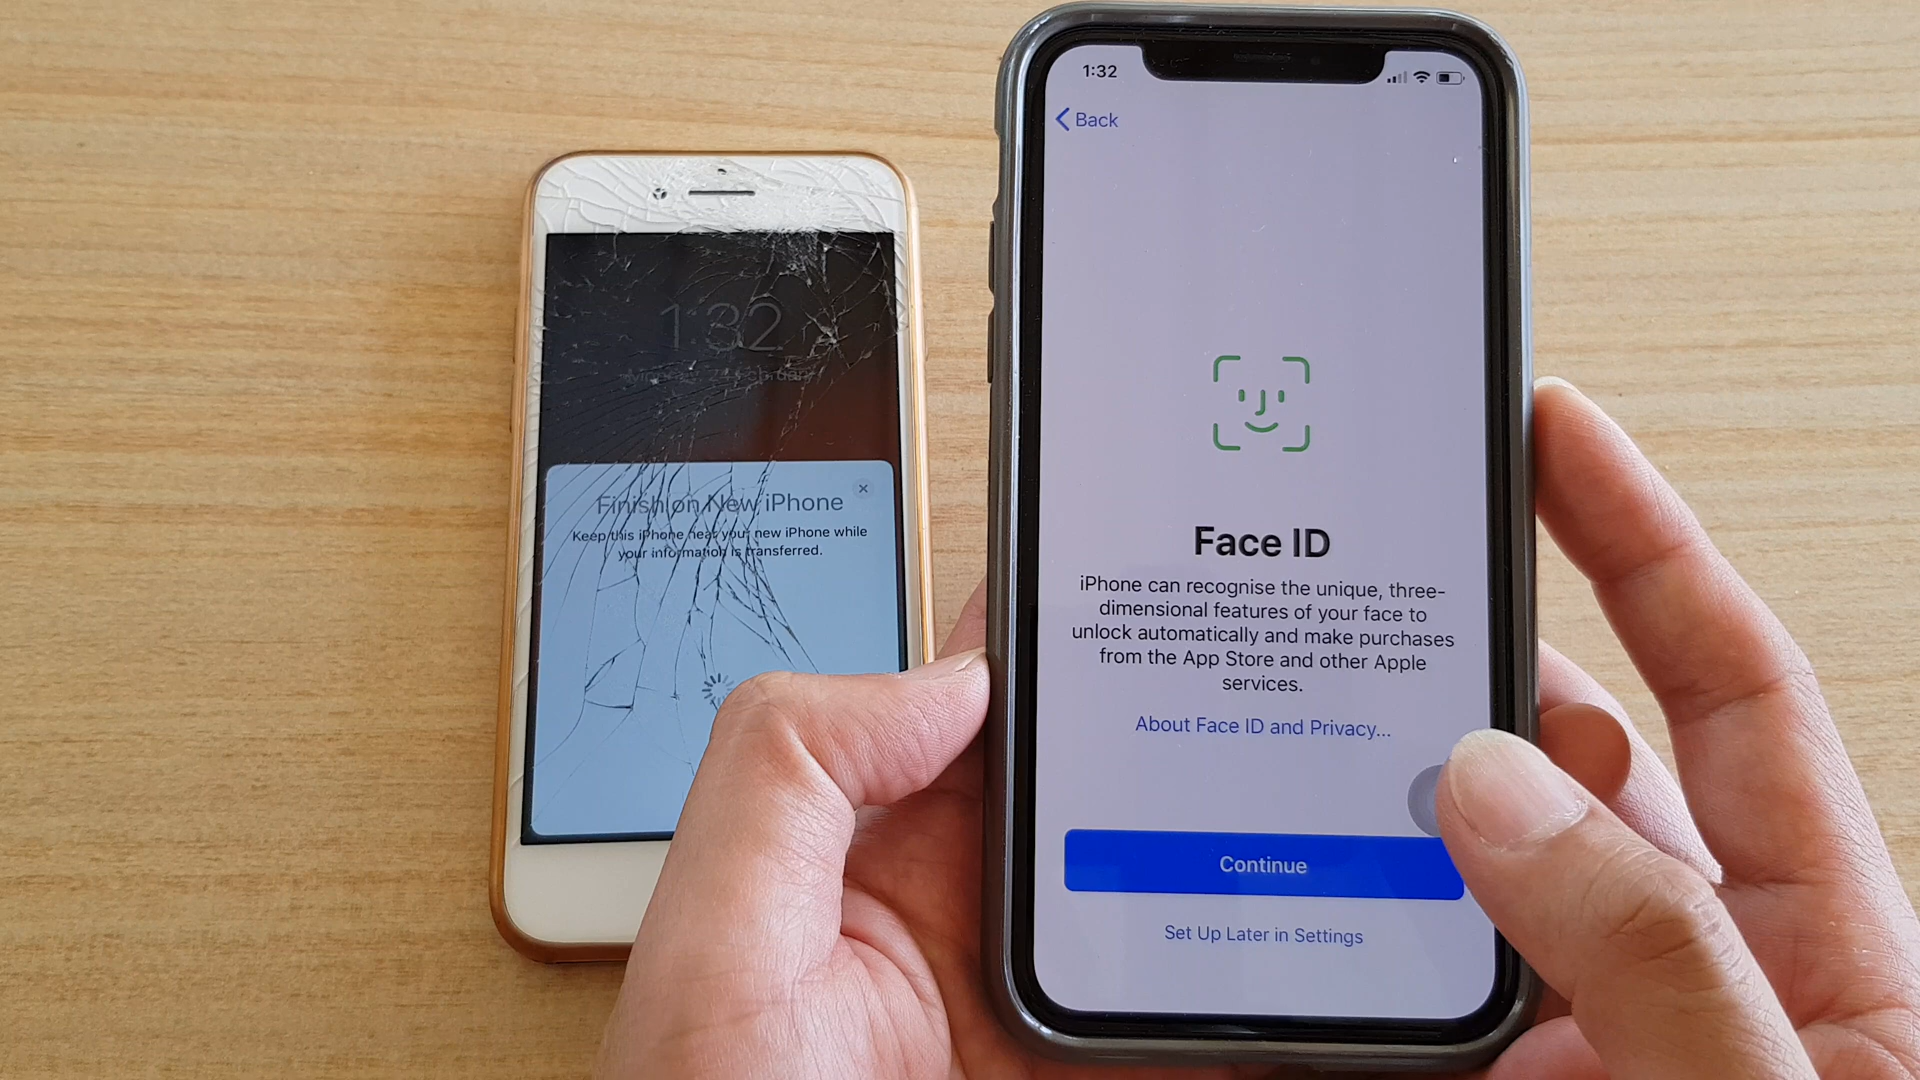 1:32
Finish on New iPhone
Keep this iPhone near your new iPhone while
your information is transferred.
1:32
Back
Face ID
iPhone can recognise the unique, three-
dimensional features of your face to
unlock automatically and make purchases
from the App Store and other Apple
services.
About Face ID and Privacy...
Continue
Set Up Later in Settings